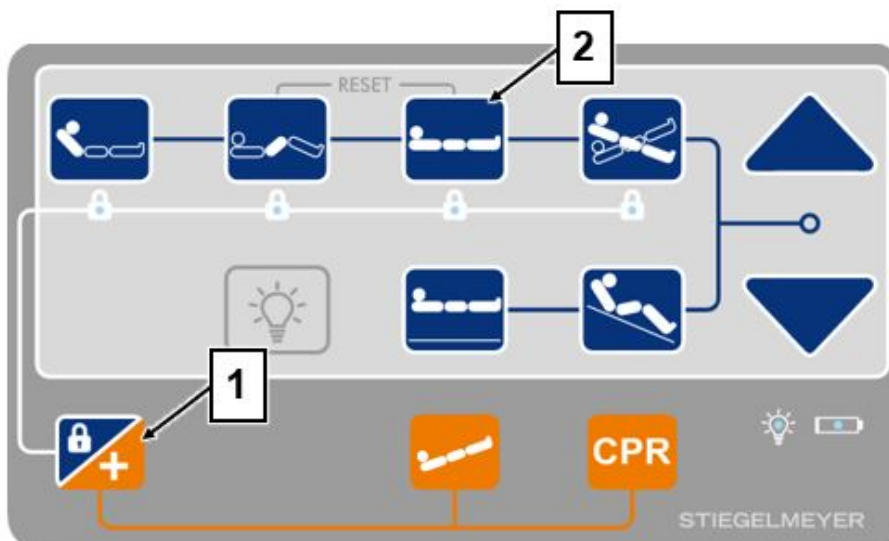 2
RESET
1
+
CPR
STIEGELMEYER